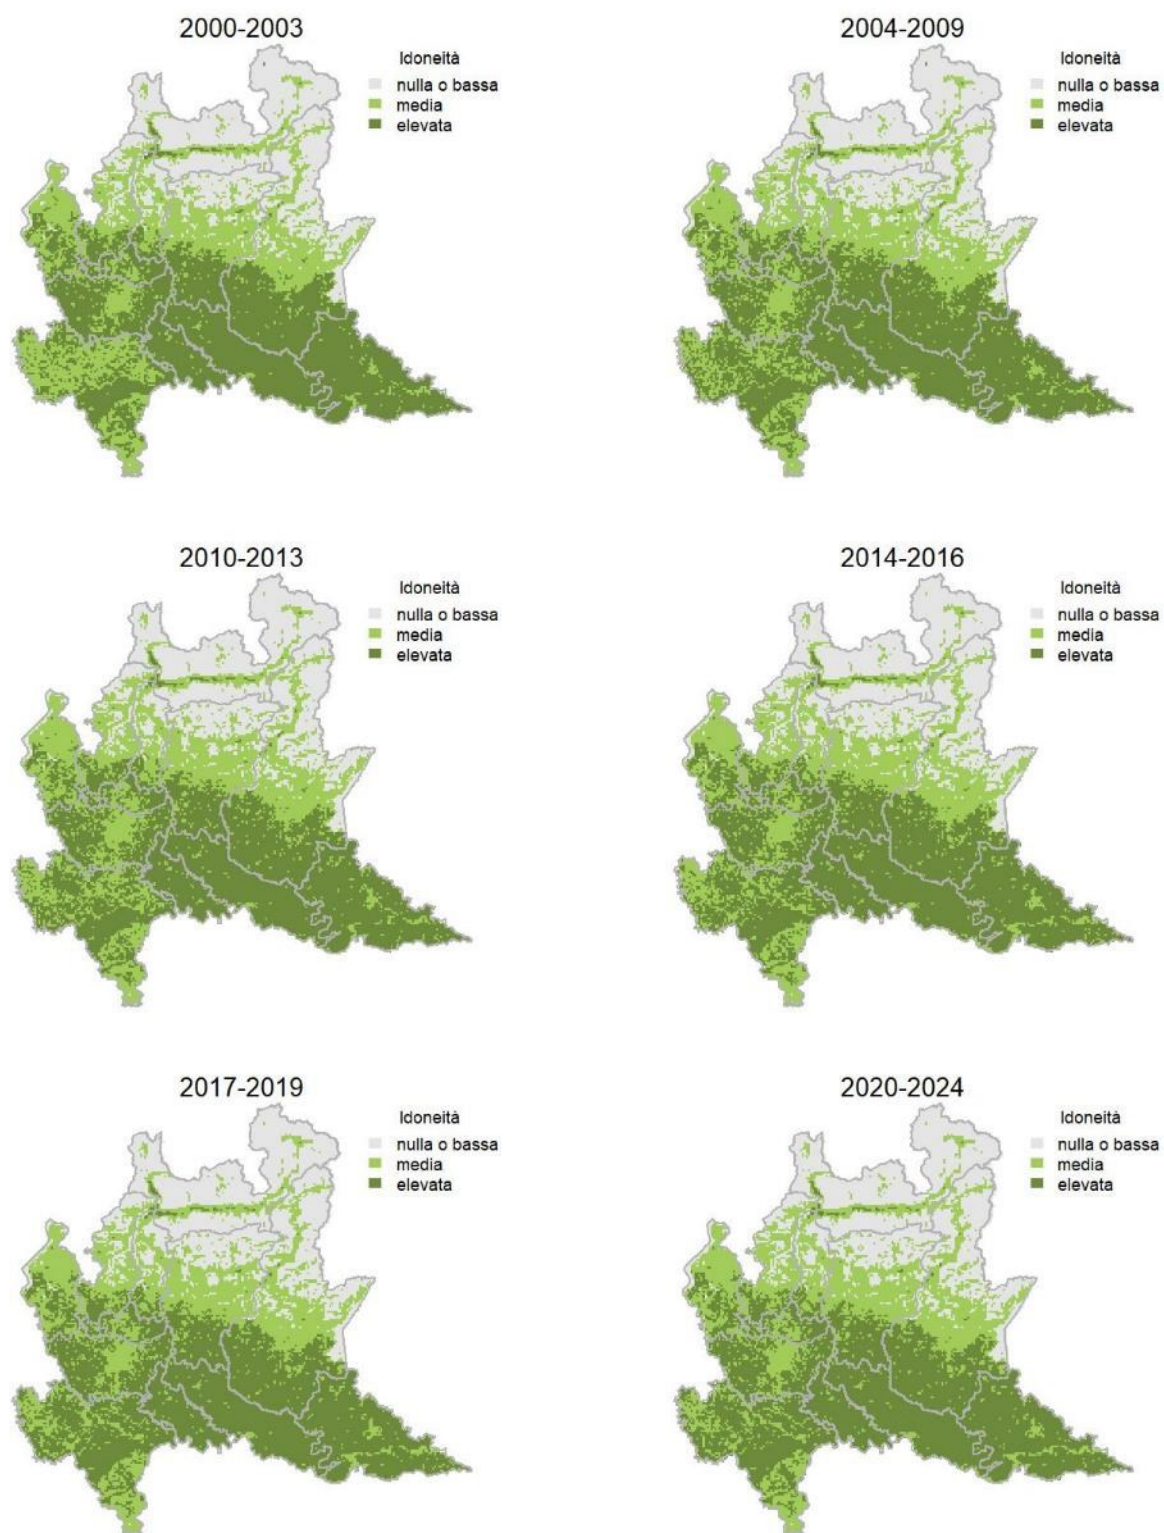 2000-2003
Idoneità
nulla o bassa
media
elevata
2004-2009
Idoneità
nulla o bassa
media
elevata
2010-2013
Idoneità
nulla o bassa
media
elevata
2014-2016
Idoneità
nulla o bassa
media
elevata
2017-2019
Idoneità
nulla o bassa
media
elevata
2020-2024
Idoneità
nulla o bassa
media
elevata